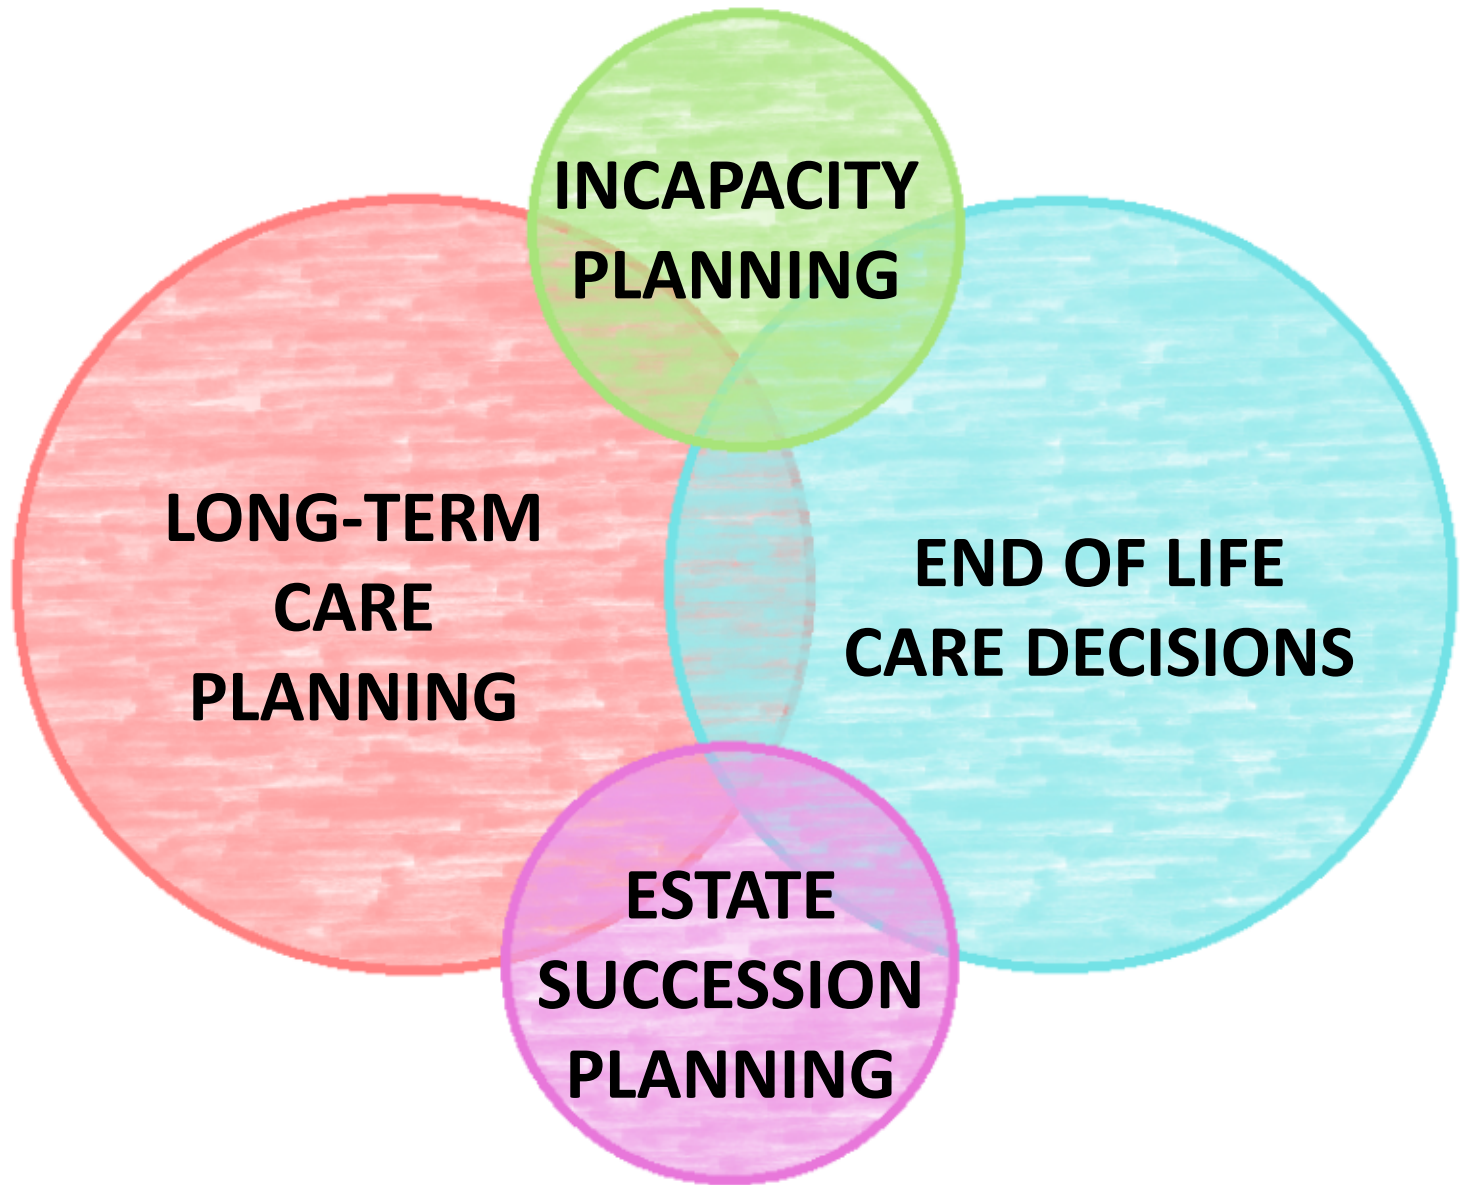 INCAPACITY
PLANNING
LONG-TERM
CARE
PLANNING
END OF LIFE
CARE DECISIONS
ESTATE
SUCCESSION
PLANNING